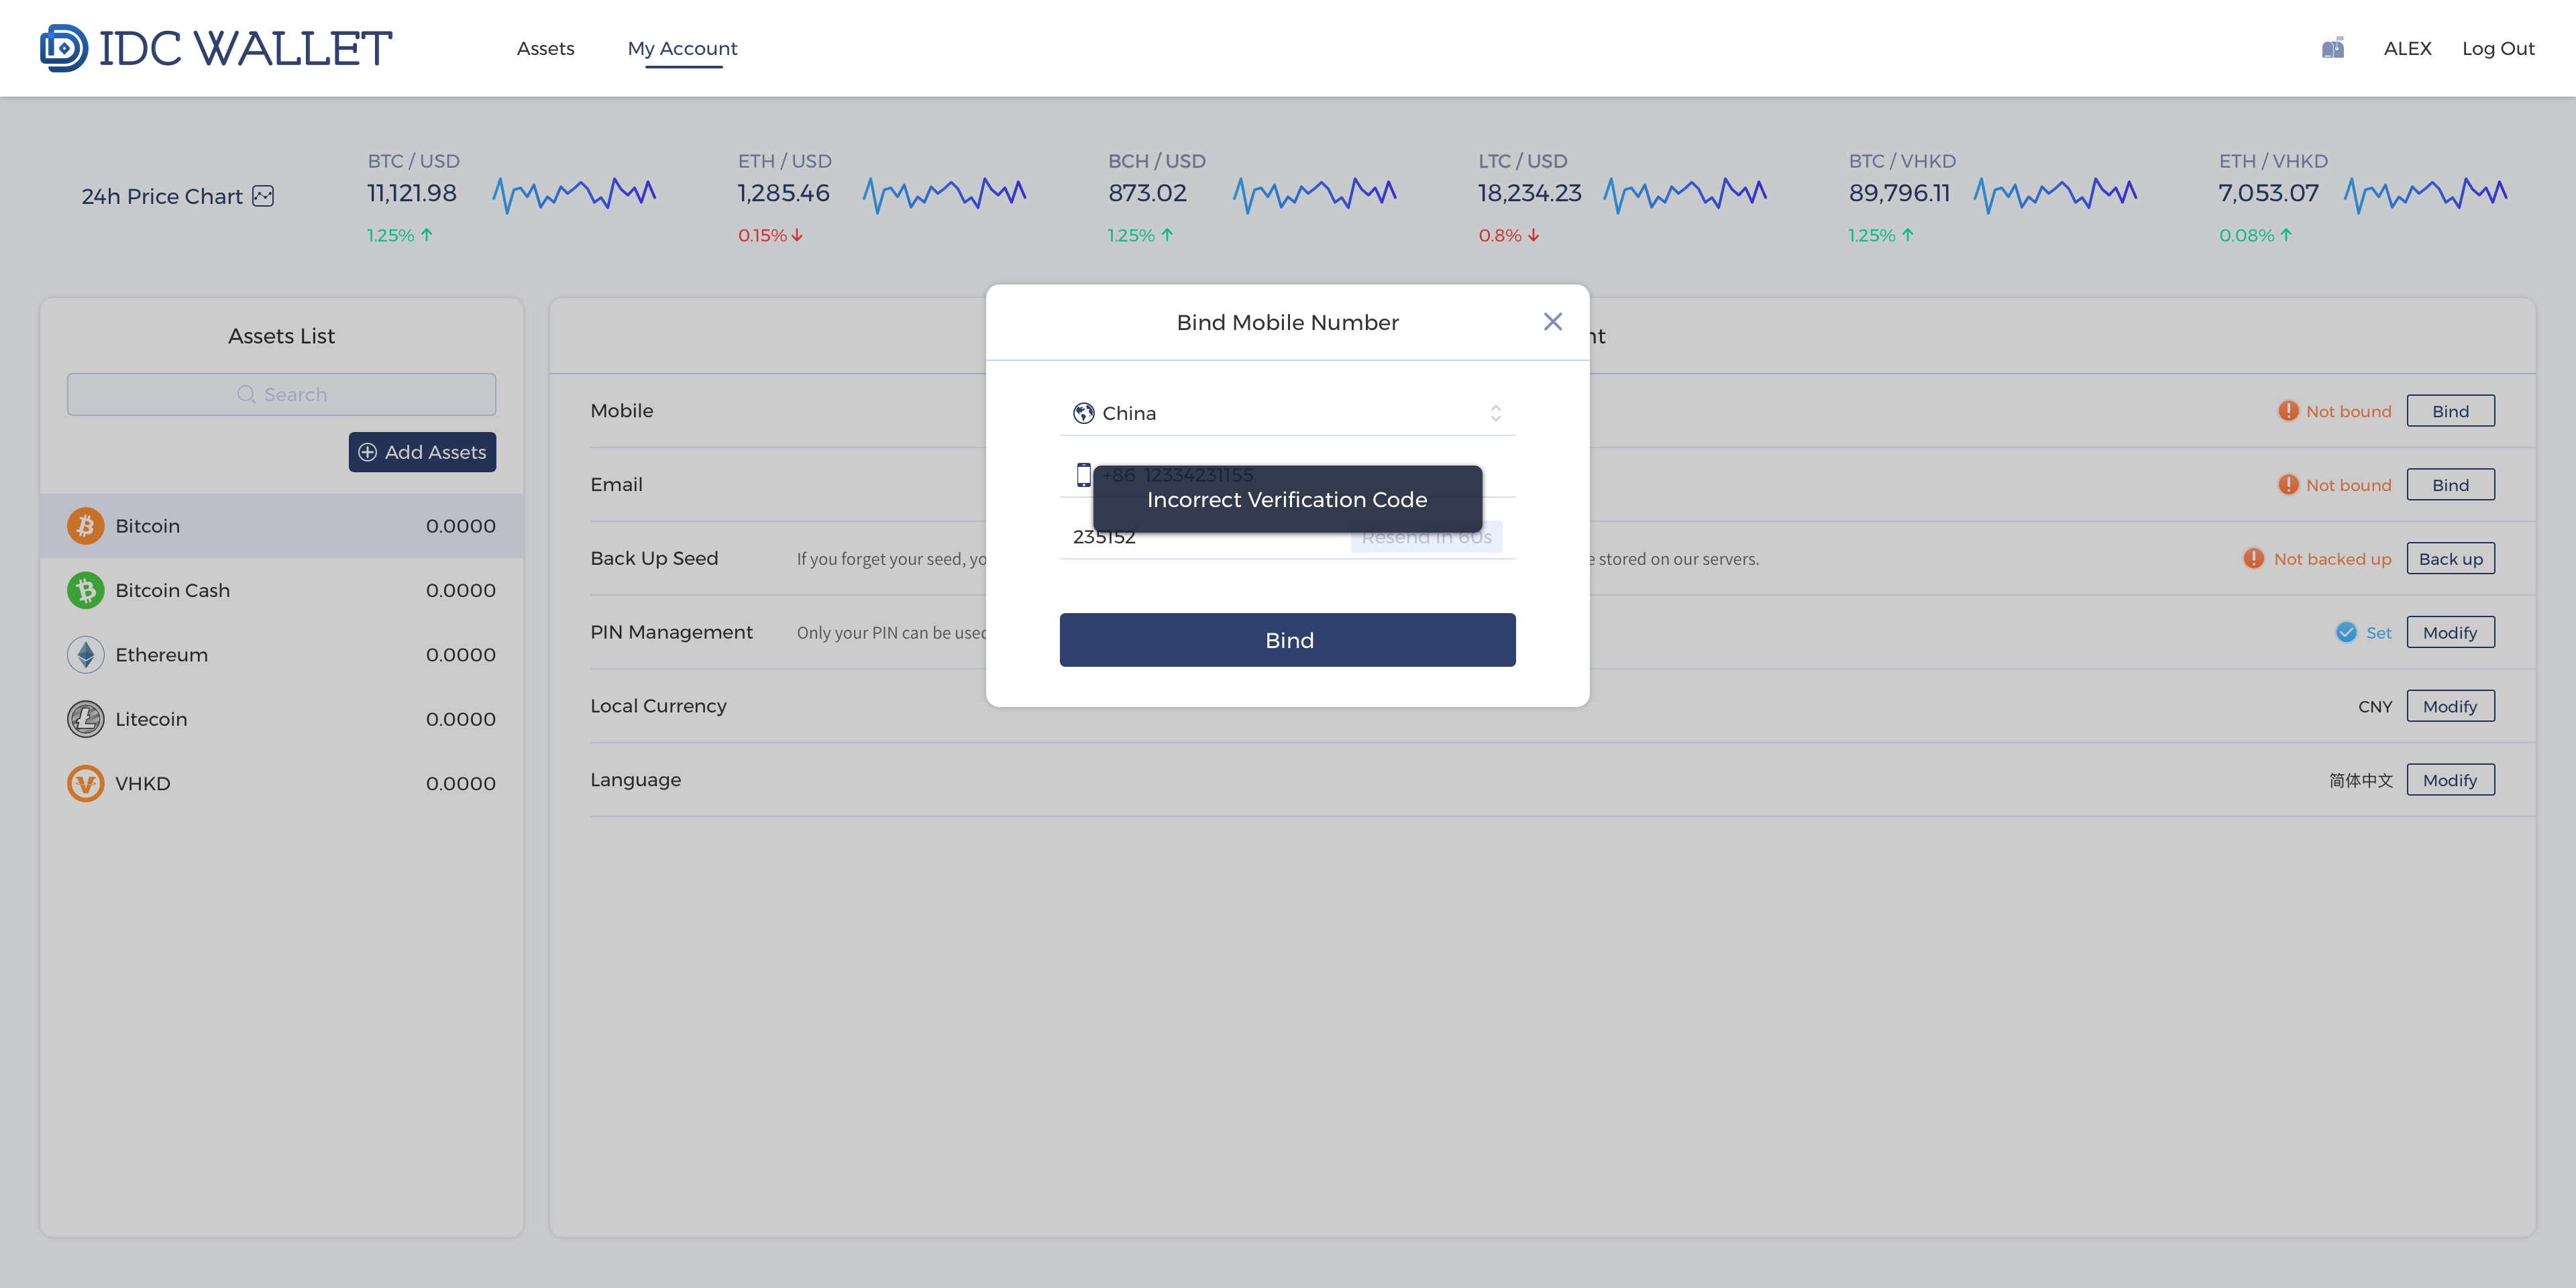 IDC WALLET
Assets
My Account
ALEX
Log Out
24h Price Chart
BTC / USD
11,121.98
1.25%
ETH / USD
1,285.46
0.15%
BCH / USD
873.02
1.25%
LTC / USD
18,234.23
0.8%
BTC / VHKD
89,796.11
1.25%
ETH / VHKD
7,053.07
0.08%
Assets List
Search
Add Assets
Bitcoin 0.0000
Bitcoin Cash 0.0000
Ethereum 0.0000
Litecoin 0.0000
VHKD 0.0000
Mobile
Not bound
Bind
Email
Not bound
Bind
Back Up Seed
If you forget your seed,
stored on our servers.
Not backed up
Back up
PIN Management
Only your PIN can be
Set
Modify
Local Currency
CNY
Modify
Language
简体中文
Modify
Bind Mobile Number
China
+86 12334231155
Incorrect Verification Code
235152
Resend in 60s
Bind